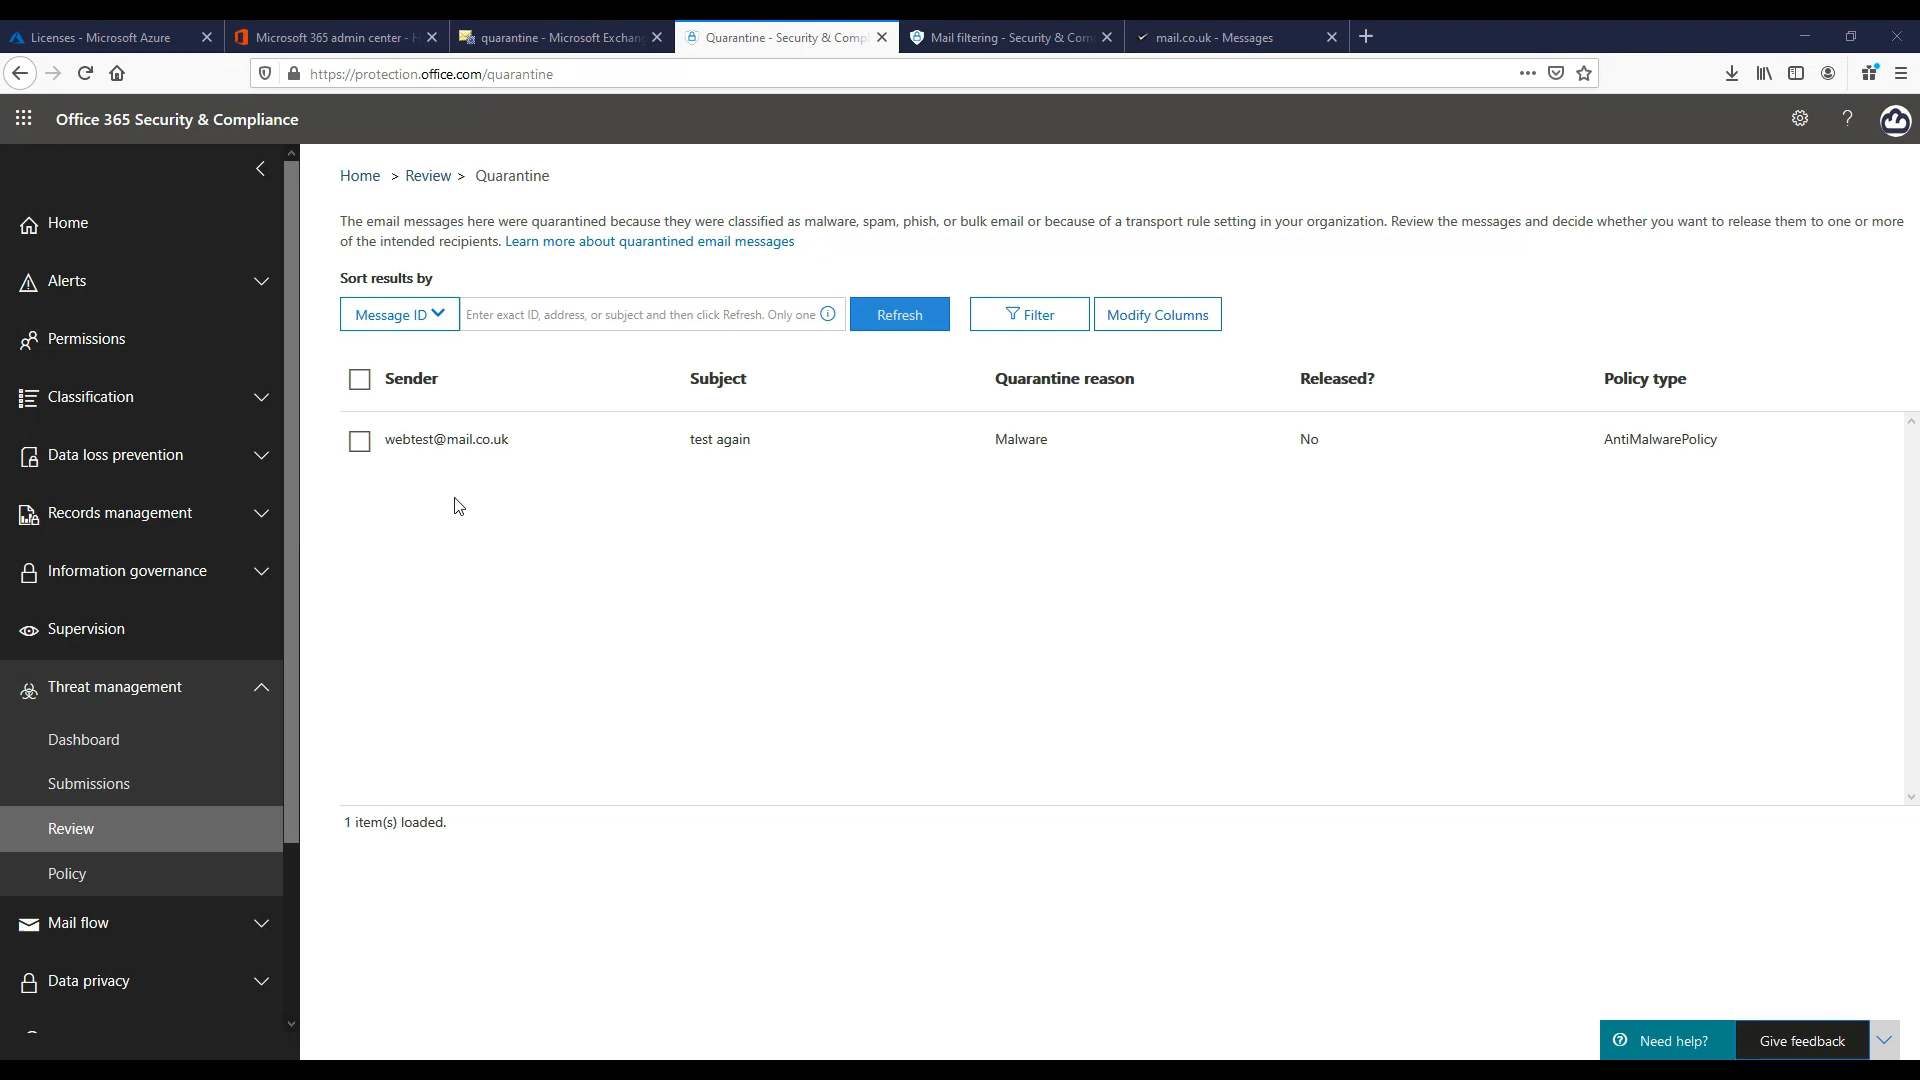 Licenses - Microsoft Azure
Microsoft 365 admin center - H
quarantine - Microsoft Exchan
Quarantine - Security & Compl
Mail filtering - Security & Com
mail.co.uk - Messages
https://protection.office.com/quarantine
Office 365 Security & Compliance
?
Home
Alerts
Permissions
Classification
Data loss prevention
Records management
Information governance
Supervision
Threat management
Dashboard
Submissions
Review
Policy
Mail flow
Data privacy
Home > Review > Quarantine
The email messages here were quarantined because they were classified as malware, spam, phish, or bulk email or because of a transport rule setting in your organization. Review the messages and decide whether you want to release them to one or more
of the intended recipients. Learn more about quarantined email messages
Sort results by
Message ID Enter exact ID, address, or subject and then click Refresh. Only one Refresh Filter Modify Columns
Sender Subject Quarantine reason Released? Policy type
webtest@mail.co.uk test again Malware No AntiMalwarePolicy
1 item(s) loaded.
Need help? Give feedback